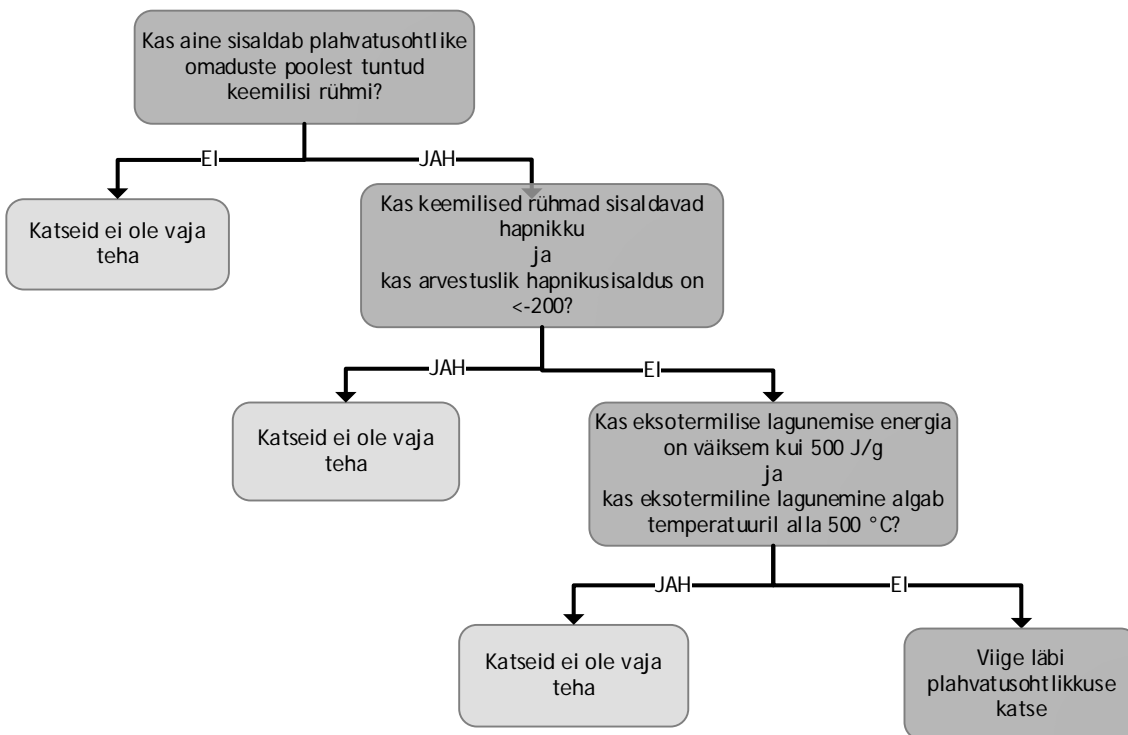 Kas aine sisaldab plahvatusohtlike
omaduste poolest tuntud
keemilisi rühmi?
EI
JAH
Katseid ei ole vaja
teha
Kas keemilised rühmad sisaldavad
hapnikku
ja
kas arvestuslik hapnikusisaldus on
<-200?
JAH
EI
Katseid ei ole vaja
teha
Kas eksotermilise lagunemise energia
on väiksem kui 500 J/g
ja
kas eksotermiline lagunemine algab
temperatuuril alla 500 °C?
JAH
EI
Katseid ei ole vaja
teha
Viige läbi
plahvatusohtlikkuse
katse